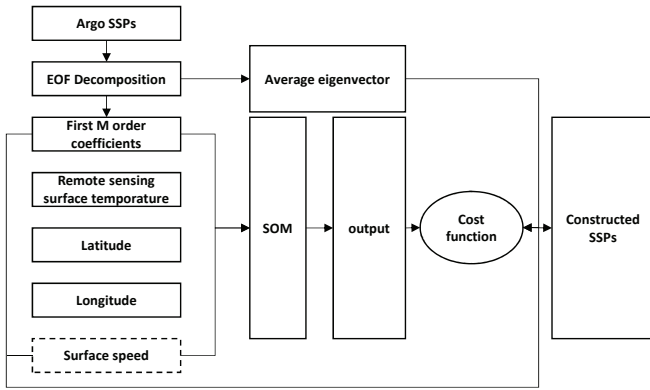 Argo SSPs
EOF Decomposition
Average eigenvector
First M order
coefficients
Remote sensing
surface temporature
Latitude
Longitude
Surface speed
SOM
output
Cost
function
Constructed
SSPs